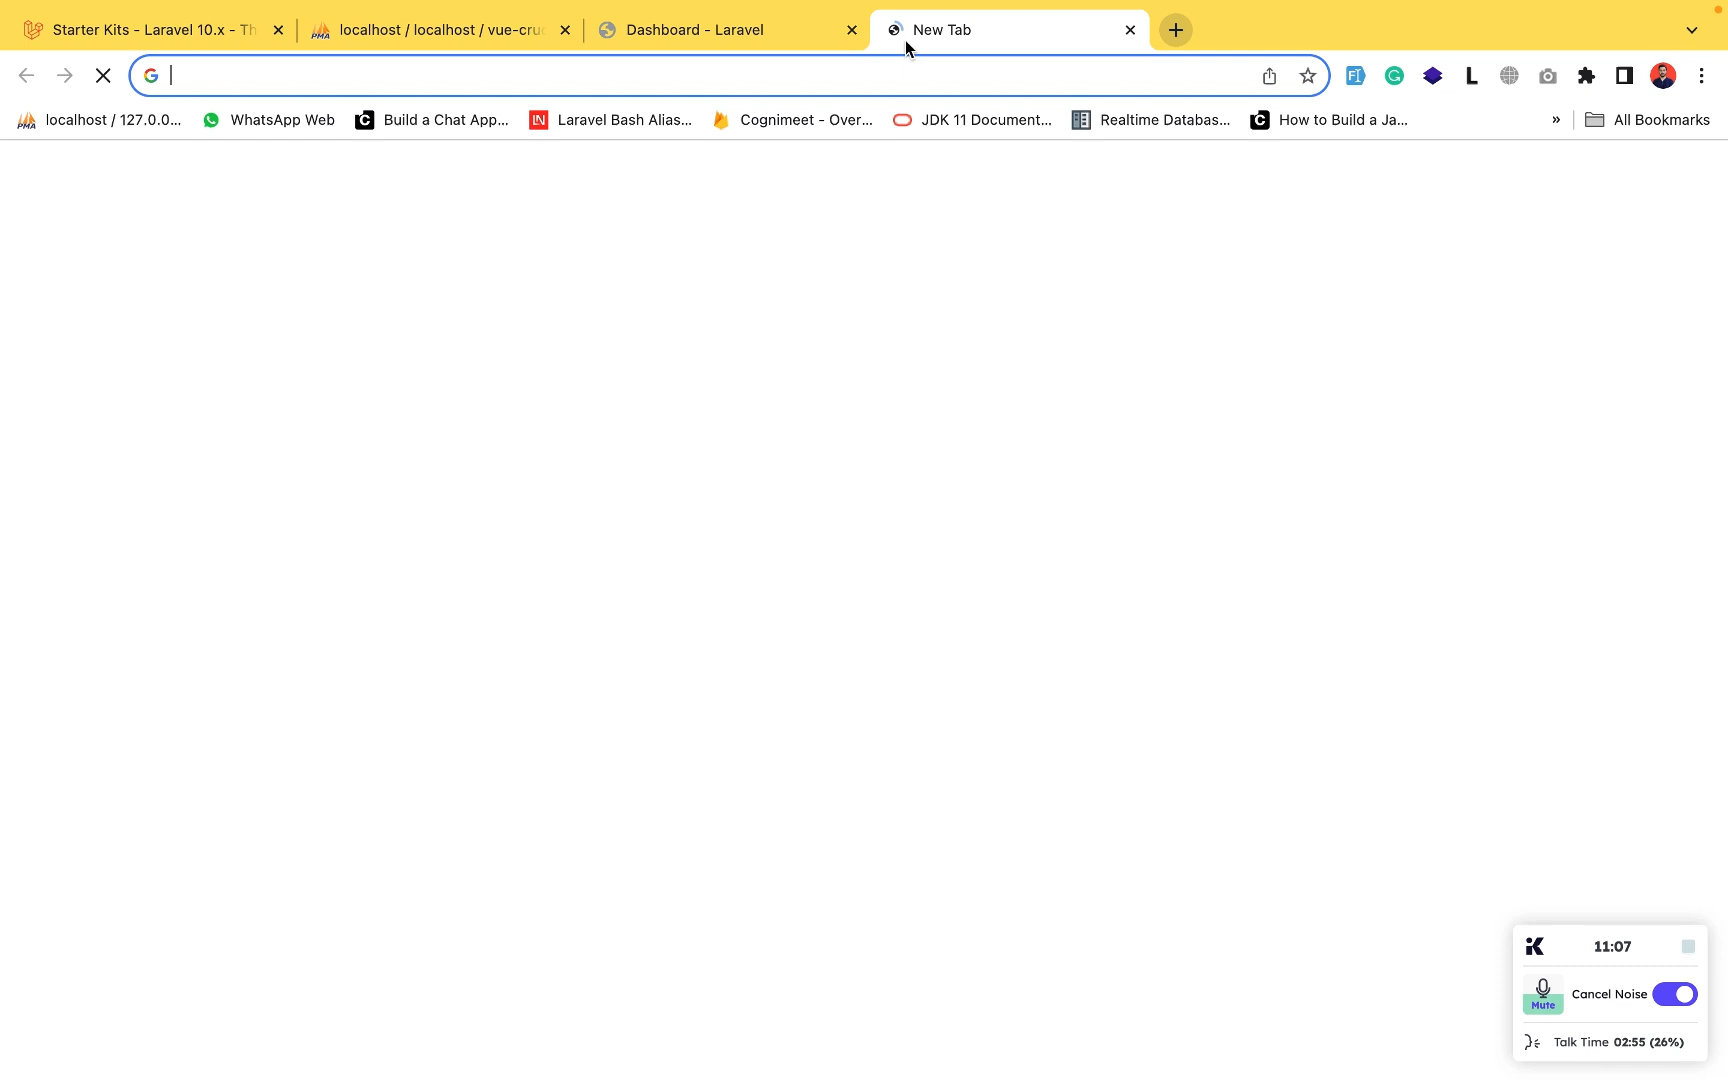 Starter Kits - Laravel 10.x - Th
localhost / localhost / vue-cru
Dashboard - Laravel
New Tab
localhost / 127.0.0...
WhatsApp Web
Build a Chat App...
LN
Laravel Bash Alias...
Cognimeet - Over...
JDK 11 Document...
Realtime Databas...
How to Build a Ja...
»
All Bookmarks
11:07
Mute
Cancel Noise
Talk Time 02:55 (26%)